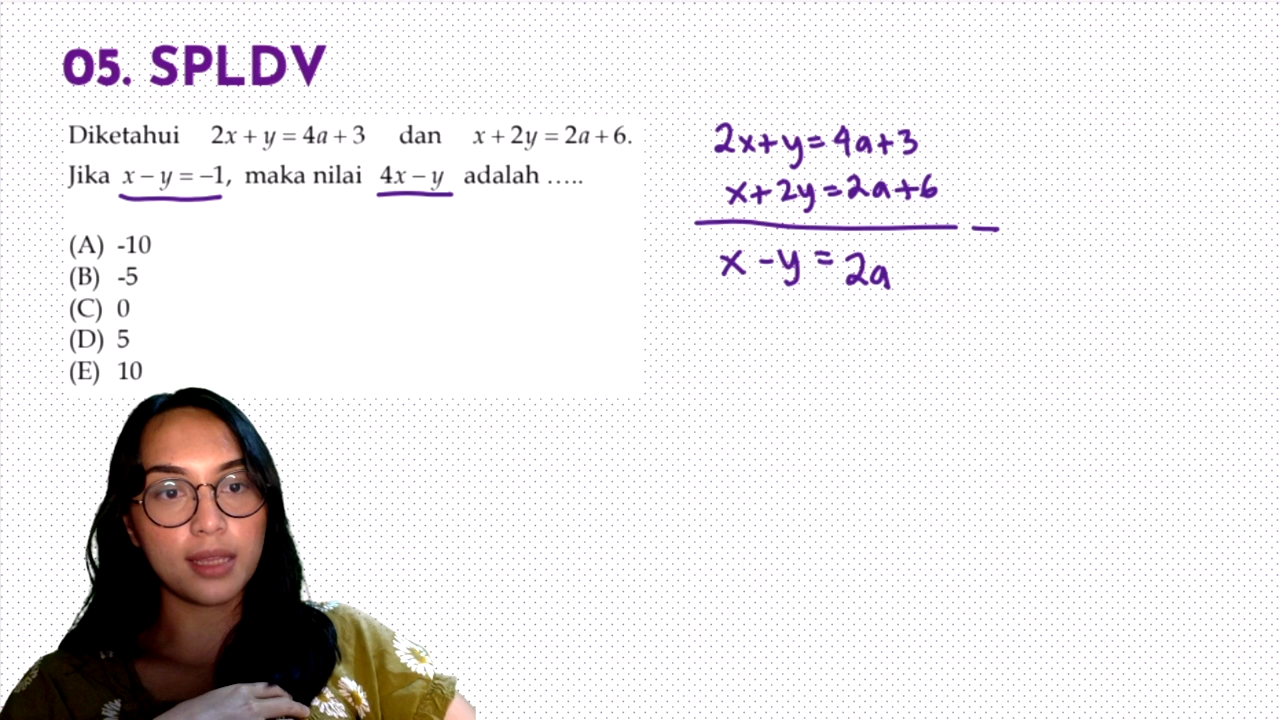 05. SPLDV
Diketahui 2x + y = 4a + 3 dan x + 2y = 2a + 6.
Jika x − y = −1, maka nilai 4x − y adalah …..
(A) -10
(B) -5
(C) 0
(D) 5
(E) 10
2x+y=4a+3
x+2y=2a+6
x -y = 2a